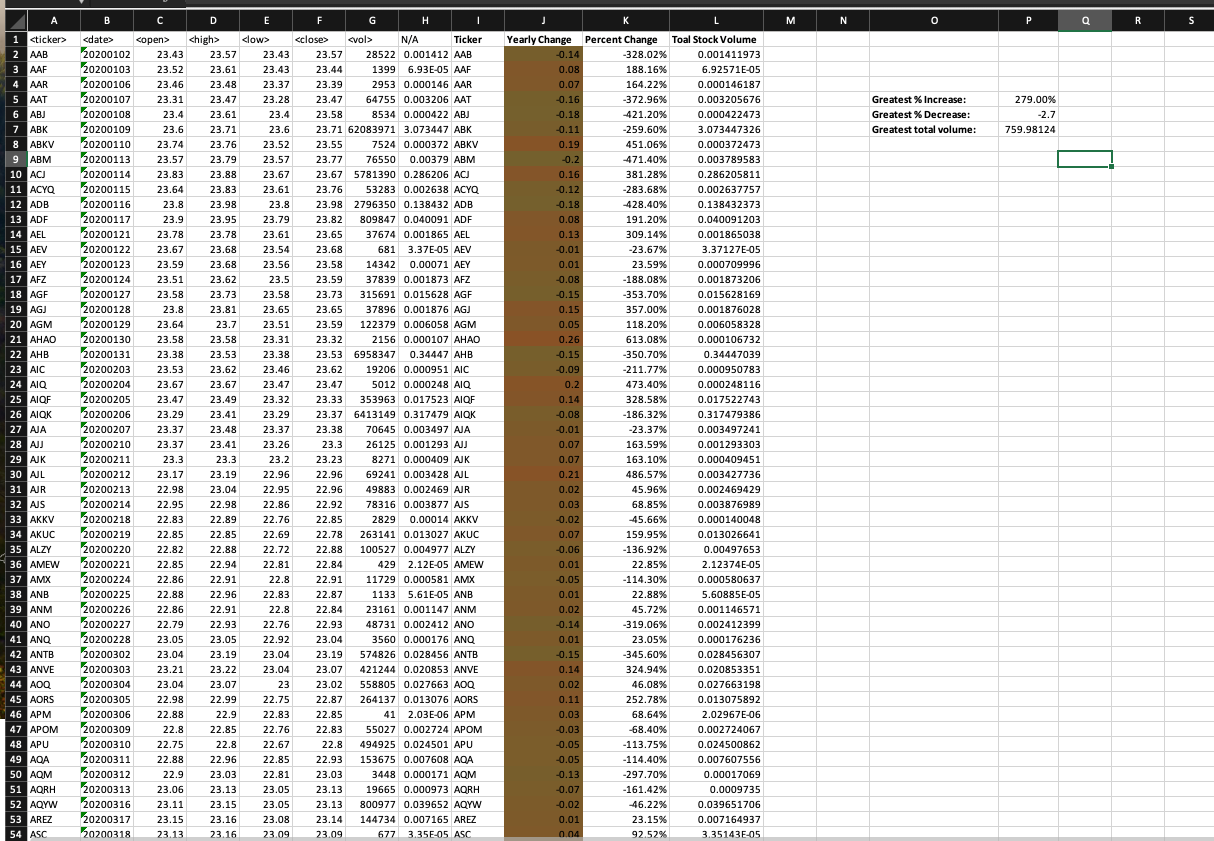 A B C D E F G H I J K L M N O P Q R S
1 <ticker> <date> <open> <high> <low> <close> <vol> N/A Ticker Yearly Change Percent Change Toal Stock Volume
2 AAB 20200102 23.43 23.57 23.43 23.57 28522 0.001412 AAB -0.14 -328.02% 0.001411973
3 AAF 20200103 23.52 23.61 23.43 23.44 1399 6.93E-05 AAF 0.08 188.16% 6.92571E-05
4 AAR 20200106 23.46 23.48 23.37 23.39 2953 0.000146 AAR 0.07 164.22% 0.000146187
5 AAT 20200107 23.31 23.47 23.28 23.47 64755 0.003206 AAT -0.16 -372.96% 0.003205676 Greatest % Increase: 279.00%
6 ABJ 20200108 23.4 23.61 23.4 23.58 8534 0.000422 ABJ -0.18 -421.20% 0.000422473 Greatest % Decrease: -2.7
7 ABK 20200109 23.6 23.71 23.6 23.71 62083971 3.073447 ABK -0.11 -259.60% 3.073447326 Greatest total volume: 759.98124
8 ABKV 20200110 23.74 23.76 23.52 23.55 7524 0.000372 ABKV 0.19 451.06% 0.000372473
9 ABM 20200113 23.57 23.79 23.57 23.77 76550 0.00379 ABM -0.2 -471.40% 0.003789583
10 ACJ 20200114 23.83 23.88 23.67 23.67 5781390 0.286206 ACJ 0.16 381.28% 0.286205811
11 ACYQ 20200115 23.64 23.83 23.61 23.76 53283 0.002638 ACYQ -0.12 -283.68% 0.002637757
12 ADB 20200116 23.8 23.98 23.8 23.98 2796350 0.138432 ADB -0.18 -428.40% 0.138432373
13 ADF 20200117 23.9 23.95 23.79 23.82 809847 0.040091 ADF 0.08 191.20% 0.040091203
14 AEL 20200121 23.78 23.78 23.61 23.65 37674 0.001865 AEL 0.13 309.14% 0.001865038
15 AEV 20200122 23.67 23.68 23.54 23.68 681 3.37E-05 AEV -0.01 -23.67% 3.37127E-05
16 AEY 20200123 23.59 23.68 23.56 23.58 14342 0.00071 AEY 0.01 23.59% 0.000709996
17 AFZ 20200124 23.51 23.62 23.5 23.59 37839 0.001873 AFZ -0.08 -188.08% 0.001873206
18 AGF 20200127 23.58 23.73 23.58 23.73 315691 0.015628 AGF -0.15 -353.70% 0.015628169
19 AGJ 20200128 23.8 23.81 23.65 23.65 37896 0.001876 AGJ 0.15 357.00% 0.001876028
20 AGM 20200129 23.64 23.7 23.51 23.59 122379 0.006058 AGM 0.05 118.20% 0.006058328
21 AHAO 20200130 23.58 23.58 23.31 23.32 2156 0.000107 AHAO 0.26 613.08% 0.000106732
22 AHB 20200131 23.38 23.53 23.38 23.53 6958347 0.34447 AHB -0.15 -350.70% 0.34447039
23 AIC 20200203 23.53 23.62 23.46 23.62 19206 0.000951 AIC -0.09 -211.77% 0.000950783
24 AIQ 20200204 23.67 23.67 23.47 23.47 5012 0.000248 AIQ 0.2 473.40% 0.000248116
25 AIQF 20200205 23.47 23.49 23.32 23.33 353963 0.017523 AIQF 0.14 328.58% 0.017522743
26 AIQK 20200206 23.29 23.41 23.29 23.37 6413149 0.317479 AIQK -0.08 -186.32% 0.317479386
27 AJA 20200207 23.37 23.48 23.37 23.38 70645 0.003497 AJA -0.01 -23.37% 0.003497241
28 AJJ 20200210 23.37 23.41 23.26 23.3 26125 0.001293 AJJ 0.07 163.59% 0.001293303
29 AJK 20200211 23.3 23.3 23.2 23.23 8271 0.000409 AJK 0.07 163.10% 0.000409451
30 AJL 20200212 23.17 23.19 22.96 22.96 69241 0.003428 AJL 0.21 486.57% 0.003427736
31 AJR 20200213 22.98 23.04 22.95 22.96 49883 0.002469 AJR 0.02 45.96% 0.002469429
32 AJS 20200214 22.95 22.98 22.86 22.92 78316 0.003877 AJS 0.03 68.85% 0.003876989
33 AKKV 20200218 22.83 22.89 22.76 22.85 2829 0.00014 AKKV -0.02 -45.66% 0.000140048
34 AKUC 20200219 22.85 22.85 22.69 22.78 263141 0.013027 AKUC 0.07 159.95% 0.013026641
35 ALZY 20200220 22.82 22.88 22.72 22.88 100527 0.004977 ALZY -0.06 -136.92% 0.00497653
36 AMEW 20200221 22.85 22.94 22.81 22.84 429 2.12E-05 AMEW 0.01 22.85% 2.12374E-05
37 AMX 20200224 22.86 22.91 22.8 22.91 11729 0.000581 AMX -0.05 -114.30% 0.000580637
38 ANB 20200225 22.88 22.96 22.83 22.87 1133 5.61E-05 ANB 0.01 22.88% 5.60885E-05
39 ANM 20200226 22.86 22.91 22.8 22.84 23161 0.001147 ANM 0.02 45.72% 0.001146571
40 ANO 20200227 22.79 22.93 22.76 22.93 48731 0.002412 ANO -0.14 -319.06% 0.002412399
41 ANQ 20200228 23.05 23.05 22.92 23.04 3560 0.000176 ANQ 0.01 23.05% 0.000176236
42 ANTB 20200302 23.04 23.19 23.04 23.19 574826 0.028456 ANTB -0.15 -345.60% 0.028456307
43 ANVE 20200303 23.21 23.22 23.04 23.07 421244 0.020853 ANVE 0.14 324.94% 0.020853351
44 AOQ 20200304 23.04 23.07 23 23.02 558805 0.027663 AOQ 0.02 46.08% 0.027663198
45 AORS 20200305 22.98 22.99 22.75 22.87 264137 0.013076 AORS 0.11 252.78% 0.013075892
46 APM 20200306 22.88 22.9 22.83 22.85 41 2.03E-06 APM 0.03 68.64% 2.02967E-06
47 APOM 20200309 22.8 22.85 22.76 22.83 55027 0.002724 APOM -0.03 -68.40% 0.002724067
48 APU 20200310 22.75 22.8 22.67 22.8 494925 0.024501 APU -0.05 -113.75% 0.024500862
49 AQA 20200311 22.88 22.96 22.85 22.93 153675 0.007608 AQA -0.05 -114.40% 0.007607556
50 AQM 20200312 22.9 23.03 22.81 23.03 3448 0.000171 AQM -0.13 -297.70% 0.00017069
51 AQRH 20200313 23.06 23.13 23.05 23.13 19665 0.000973 AQRH -0.07 -161.42% 0.0009735
52 AQYW 20200316 23.11 23.15 23.05 23.13 800977 0.039652 AQYW -0.02 -46.22% 0.039651706
53 AREZ 20200317 23.15 23.16 23.08 23.14 144734 0.007165 AREZ 0.01 23.15% 0.007164937
54 ASC 20200318 23.13 23.16 23.09 23.09 677 3.35E-05 ASC 0.04 92.52% 3.35143E-05